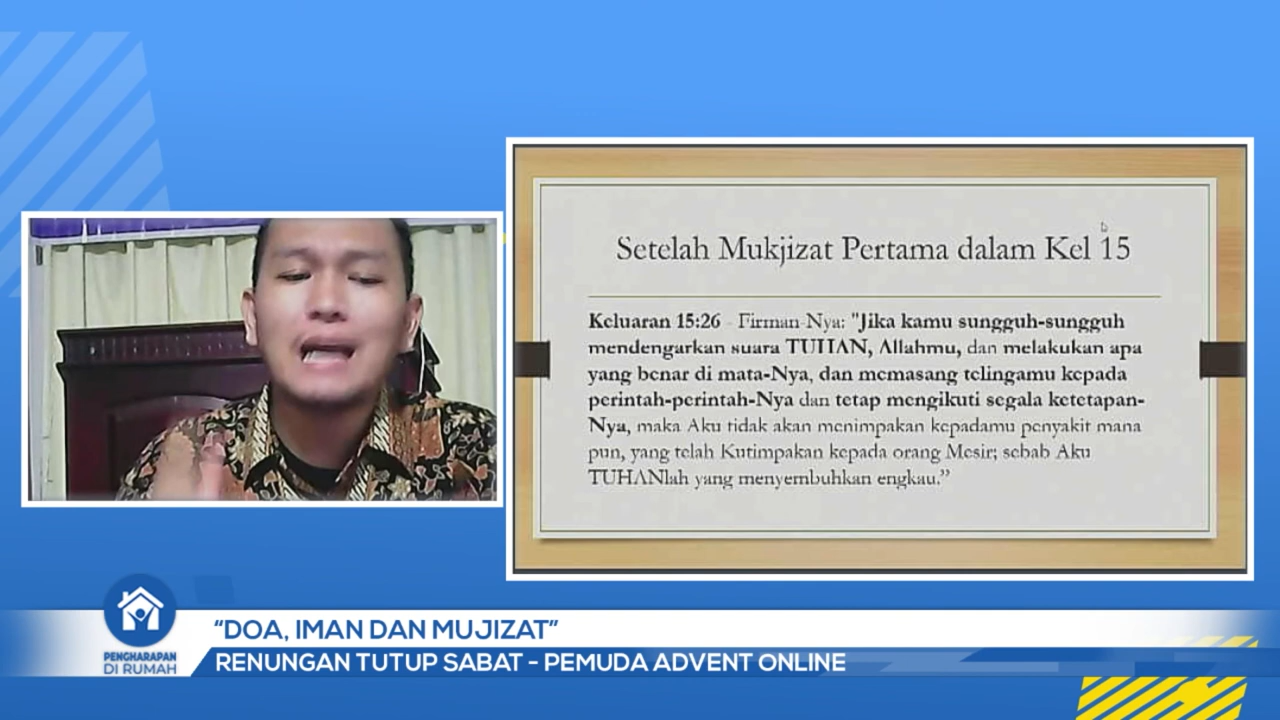 Setelah Mukjizat Pertama dalam Kel 15
Keluaran 15:26 - Firman-Nya: "Jika kamu sungguh-sungguh
mendengarkan suara TUHAN, Allahmu, dan melakukan apa
yang benar di mata-Nya, dan memasang telingamu kepada
perintah-perintah-Nya dan tetap mengikuti segala ketetapan-
Nya, maka Aku tidak akan menimpakan kepadamu penyakit mana
pun, yang telah Kutimpakan kepada orang Mesir; sebab Aku
TUHANlah yang menyembuhkan engkau.”
PENGHARAPAN
DI RUMAH
“DOA, IMAN DAN MUJIZAT”
RENUNGAN TUTUP SABAT - PEMUDA ADVENT ONLINE